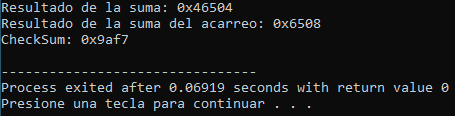 Resultado de la suma: 0x46504
Resultado de la suma del acarreo: 0x6508
CheckSum: 0x9af7
--------------------------------
Process exited after 0.06919 seconds with return value 0
Presione una tecla para continuar . . .